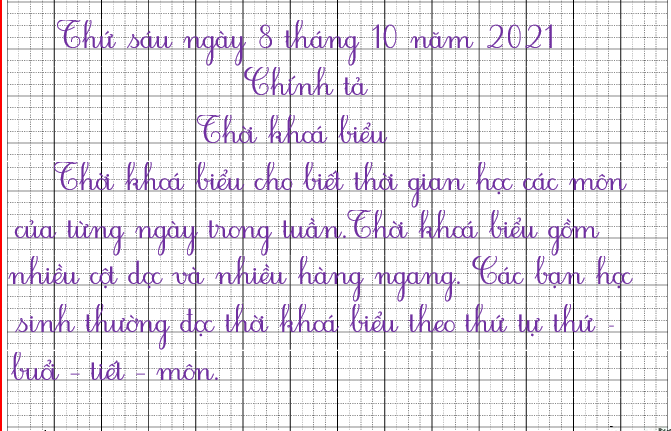 Thứ sáu ngày 8 tháng 10 năm 2021
Chính tả
Thời khoá biểu
Thời khoá biểu cho biết thời gian học các môn
của từng ngày trong tuần.Thời khoá biểu gồm
nhiều cột dọc và nhiều hàng ngang. Các bạn học
sinh thường đọc thời khoá biểu theo thứ tự thứ -
buổi - tiết - môn.